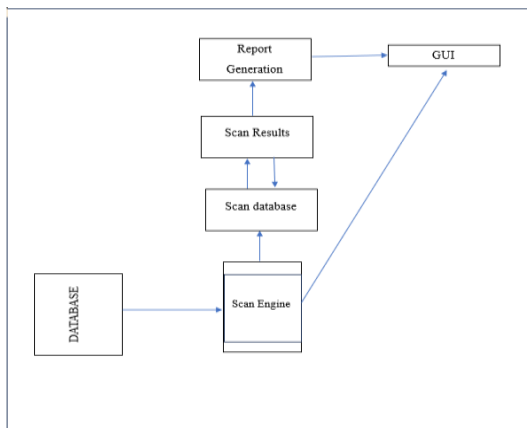 Report
Generation
GUI
Scan Results
Scan database
Scan Engine
DATABASE